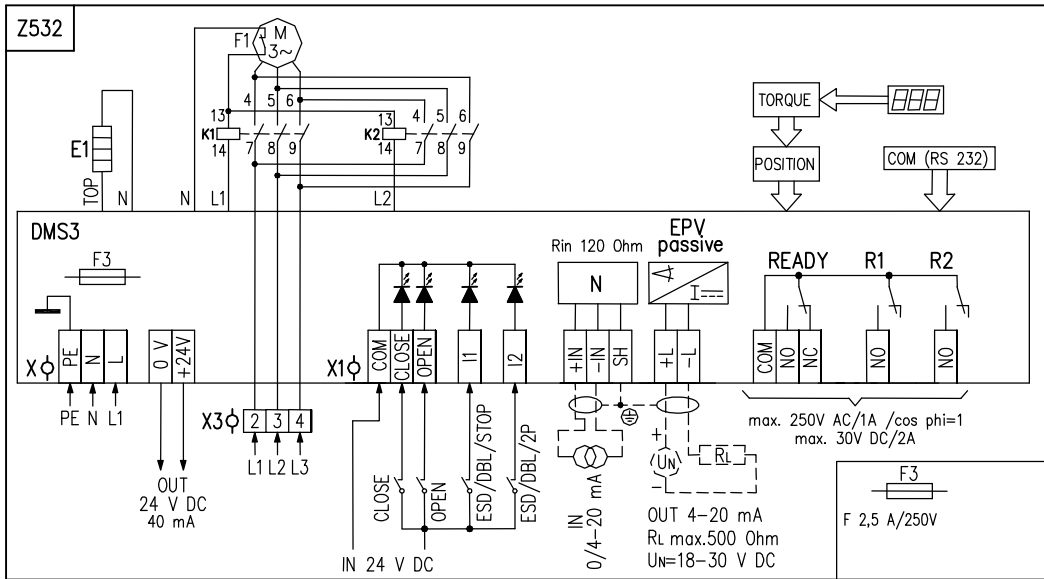 Z532
F1
M
3~
4 5 6
13
K1
14
7 8 9
13 4 5 6
K2
14 7 8 9
E1
TOP
N
N
L1
L2
TORQUE
POSITION
COM (RS 232)
DMS3
F3
X
PE
N
L
0 V
+24V
PE N L1
OUT
24 V DC
40 mA
X3
2 3 4
L1 L2 L3
X1
COM
CLOSE
OPEN
I1
I2
CLOSE
OPEN
ESD/DBL/STOP
ESD/DBL/2P
IN 24 V DC
Rin 120 Ohm
N
+IN
-IN
SH
IN
0/4-20 mA
EPV
passive
I
+L
-L
+
UN
-
RL
OUT 4-20 mA
RL max.500 Ohm
UN=18-30 V DC
READY R1 R2
COM
NO
NC
NO
NO
max. 250V AC/1A /cos phi=1
max. 30V DC/2A
F3
F 2,5 A/250V